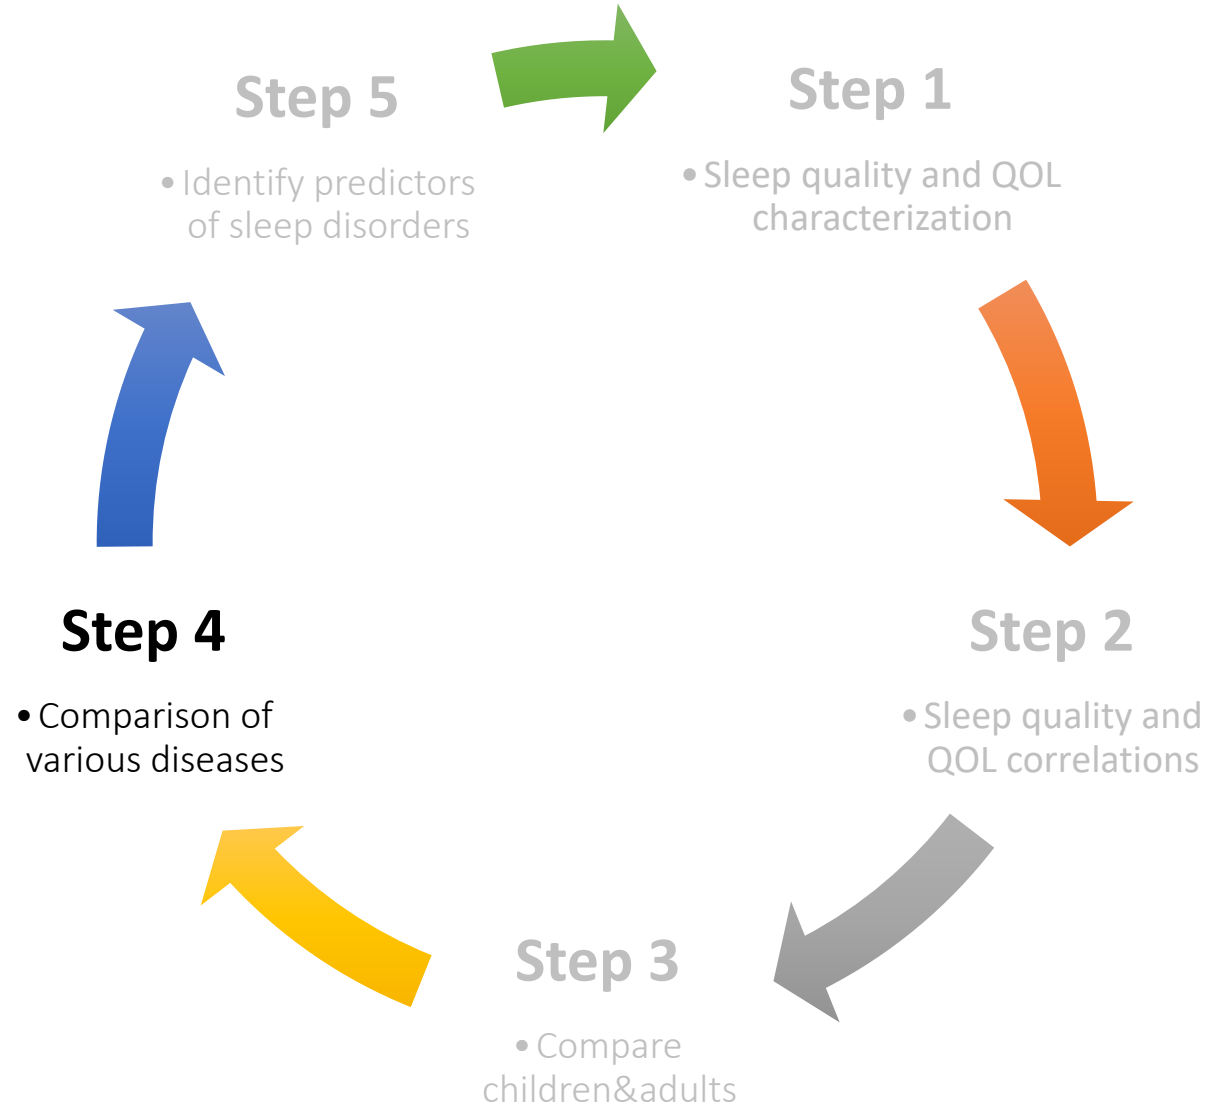 Step 1
• Sleep quality and QOL
characterization
Step 2
• Sleep quality and
QOL correlations
Step 3
• Compare
children&adults
Step 4
• Comparison of
various diseases
Step 5
• Identify predictors
of sleep disorders